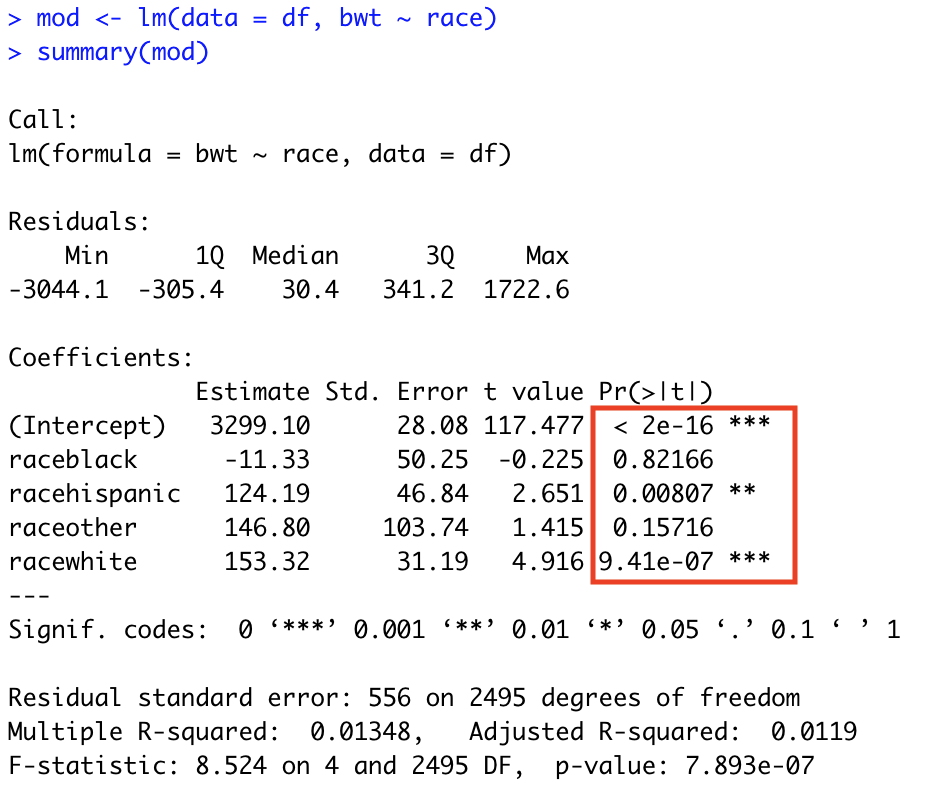 > mod <- lm(data = df, bwt ~ race)
> summary(mod)
Call:
lm(formula = bwt ~ race, data = df)
Residuals:
    Min      1Q  Median      3Q     Max
-3044.1  -305.4    30.4   341.2  1722.6
Coefficients:
             Estimate Std. Error t value Pr(>|t|)
(Intercept)   3299.10      28.08 117.477  < 2e-16 ***
raceblack      -11.33      50.25  -0.225  0.82166
racehispanic   124.19      46.84   2.651  0.00807 **
raceother      146.80     103.74   1.415  0.15716
racewhite      153.32      31.19   4.916 9.41e-07 ***
---
Signif. codes:  0 ‘***’ 0.001 ‘**’ 0.01 ‘*’ 0.05 ‘.’ 0.1 ‘ ’ 1
Residual standard error: 556 on 2495 degrees of freedom
Multiple R-squared:  0.01348,   Adjusted R-squared:  0.0119
F-statistic: 8.524 on 4 and 2495 DF,  p-value: 7.893e-07